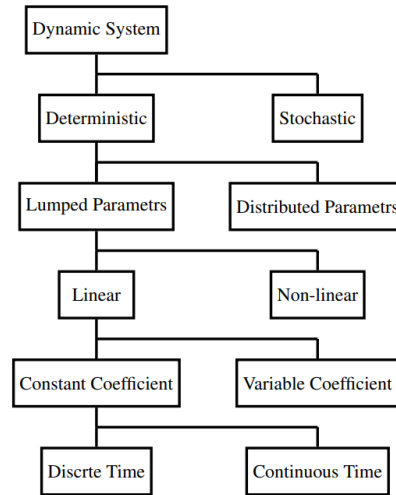 Dynamic System
Deterministic
Stochastic
Lumped Parametrs
Distributed Parametrs
Linear
Non-linear
Constant Coefficient
Variable Coefficient
Discrte Time
Continuous Time